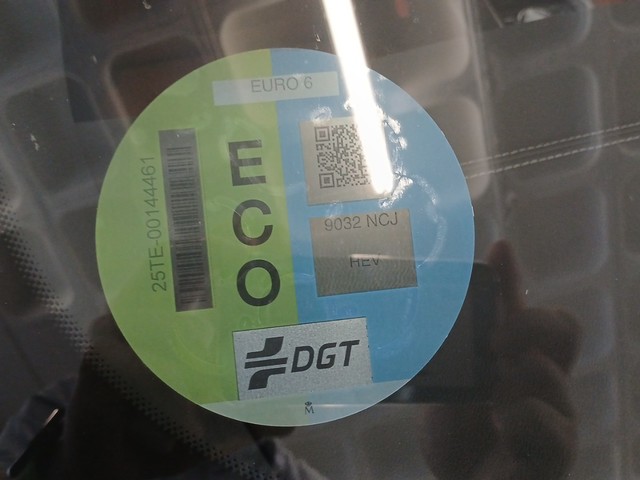 EURO 6
25TE-00144461
ECO
9032 NCJ
HEV
DGT
M